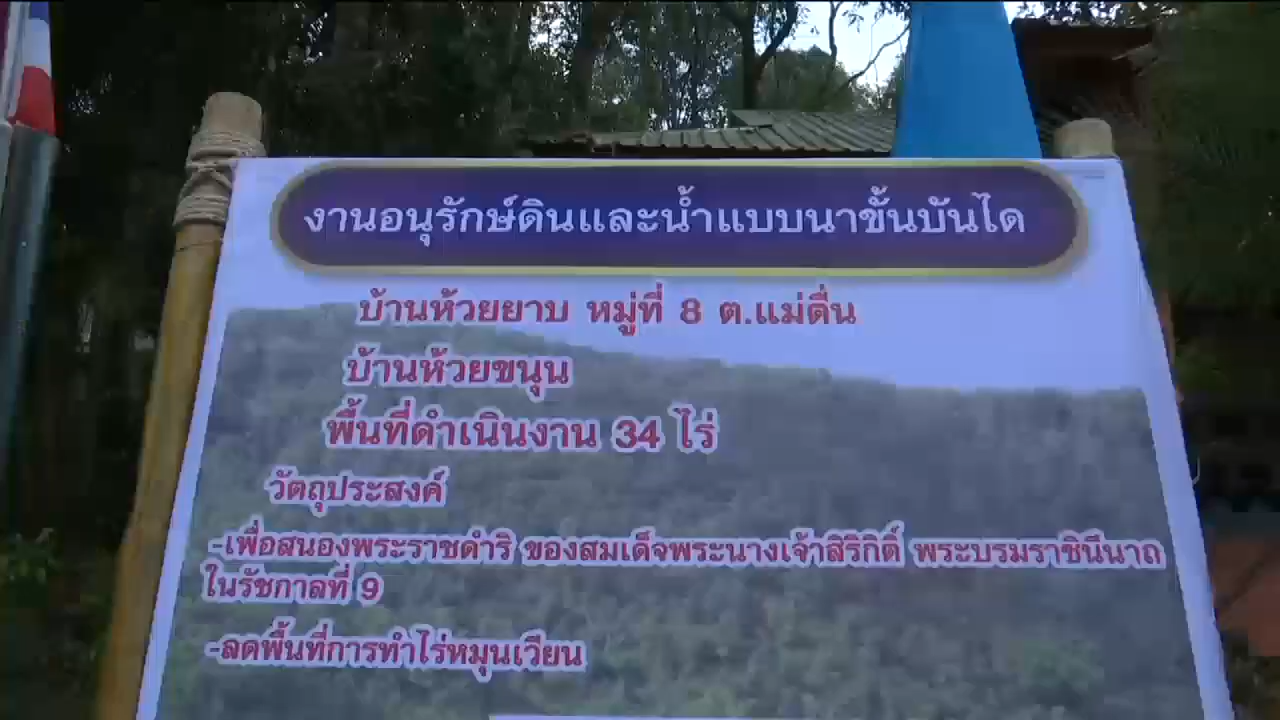 งานอนุรักษ์ดินและน้ำแบบนาขั้นบันได
บ้านห้วยยาบ หมู่ที่ 8 ต.แม่ตื่น
บ้านห้วยขนุน
พื้นที่ดำเนินงาน 34 ไร่
วัตถุประสงค์
-เพื่อสนองพระราชดำริ ของสมเด็จพระนางเจ้าสิริกิติ์ พระบรมราชินีนาถ
ในรัชกาลที่ 9
-ลดพื้นที่การทำไร่หมุนเวียน